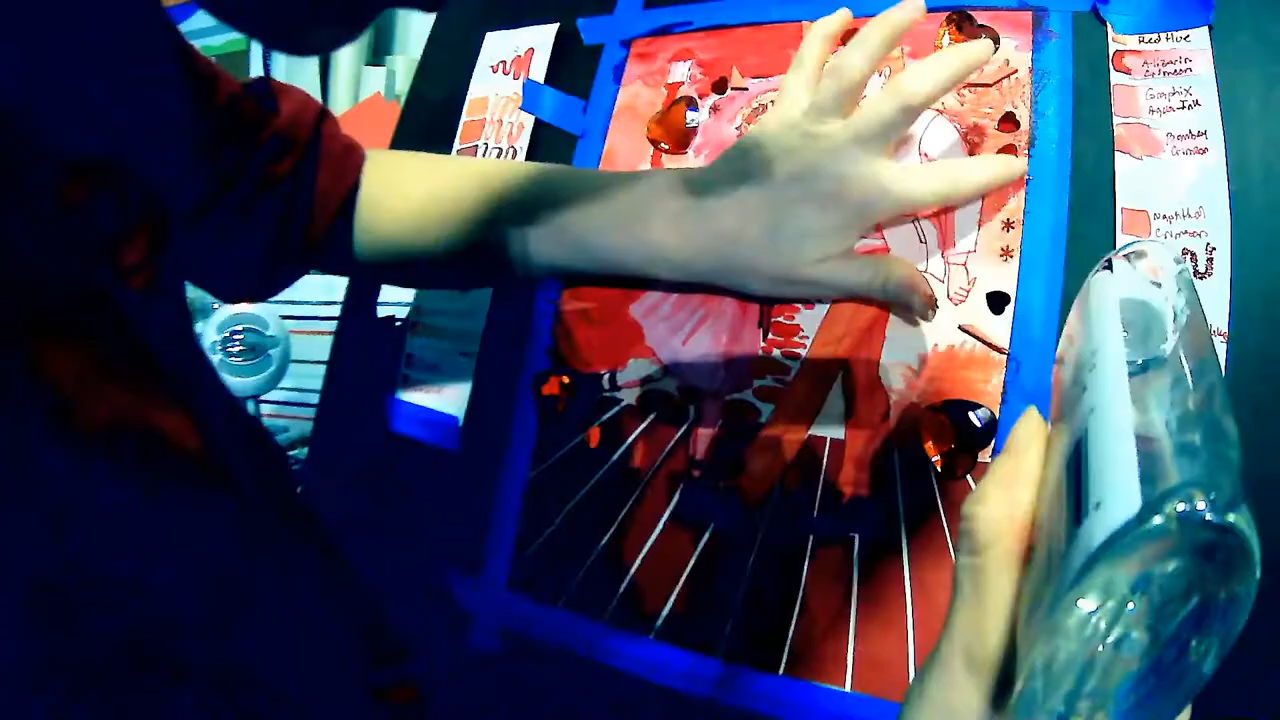 Red Hue
Alizarin
Crimson
Graphix
Aqua Ink
Bombay
Crimson
Naphthol
Crimson